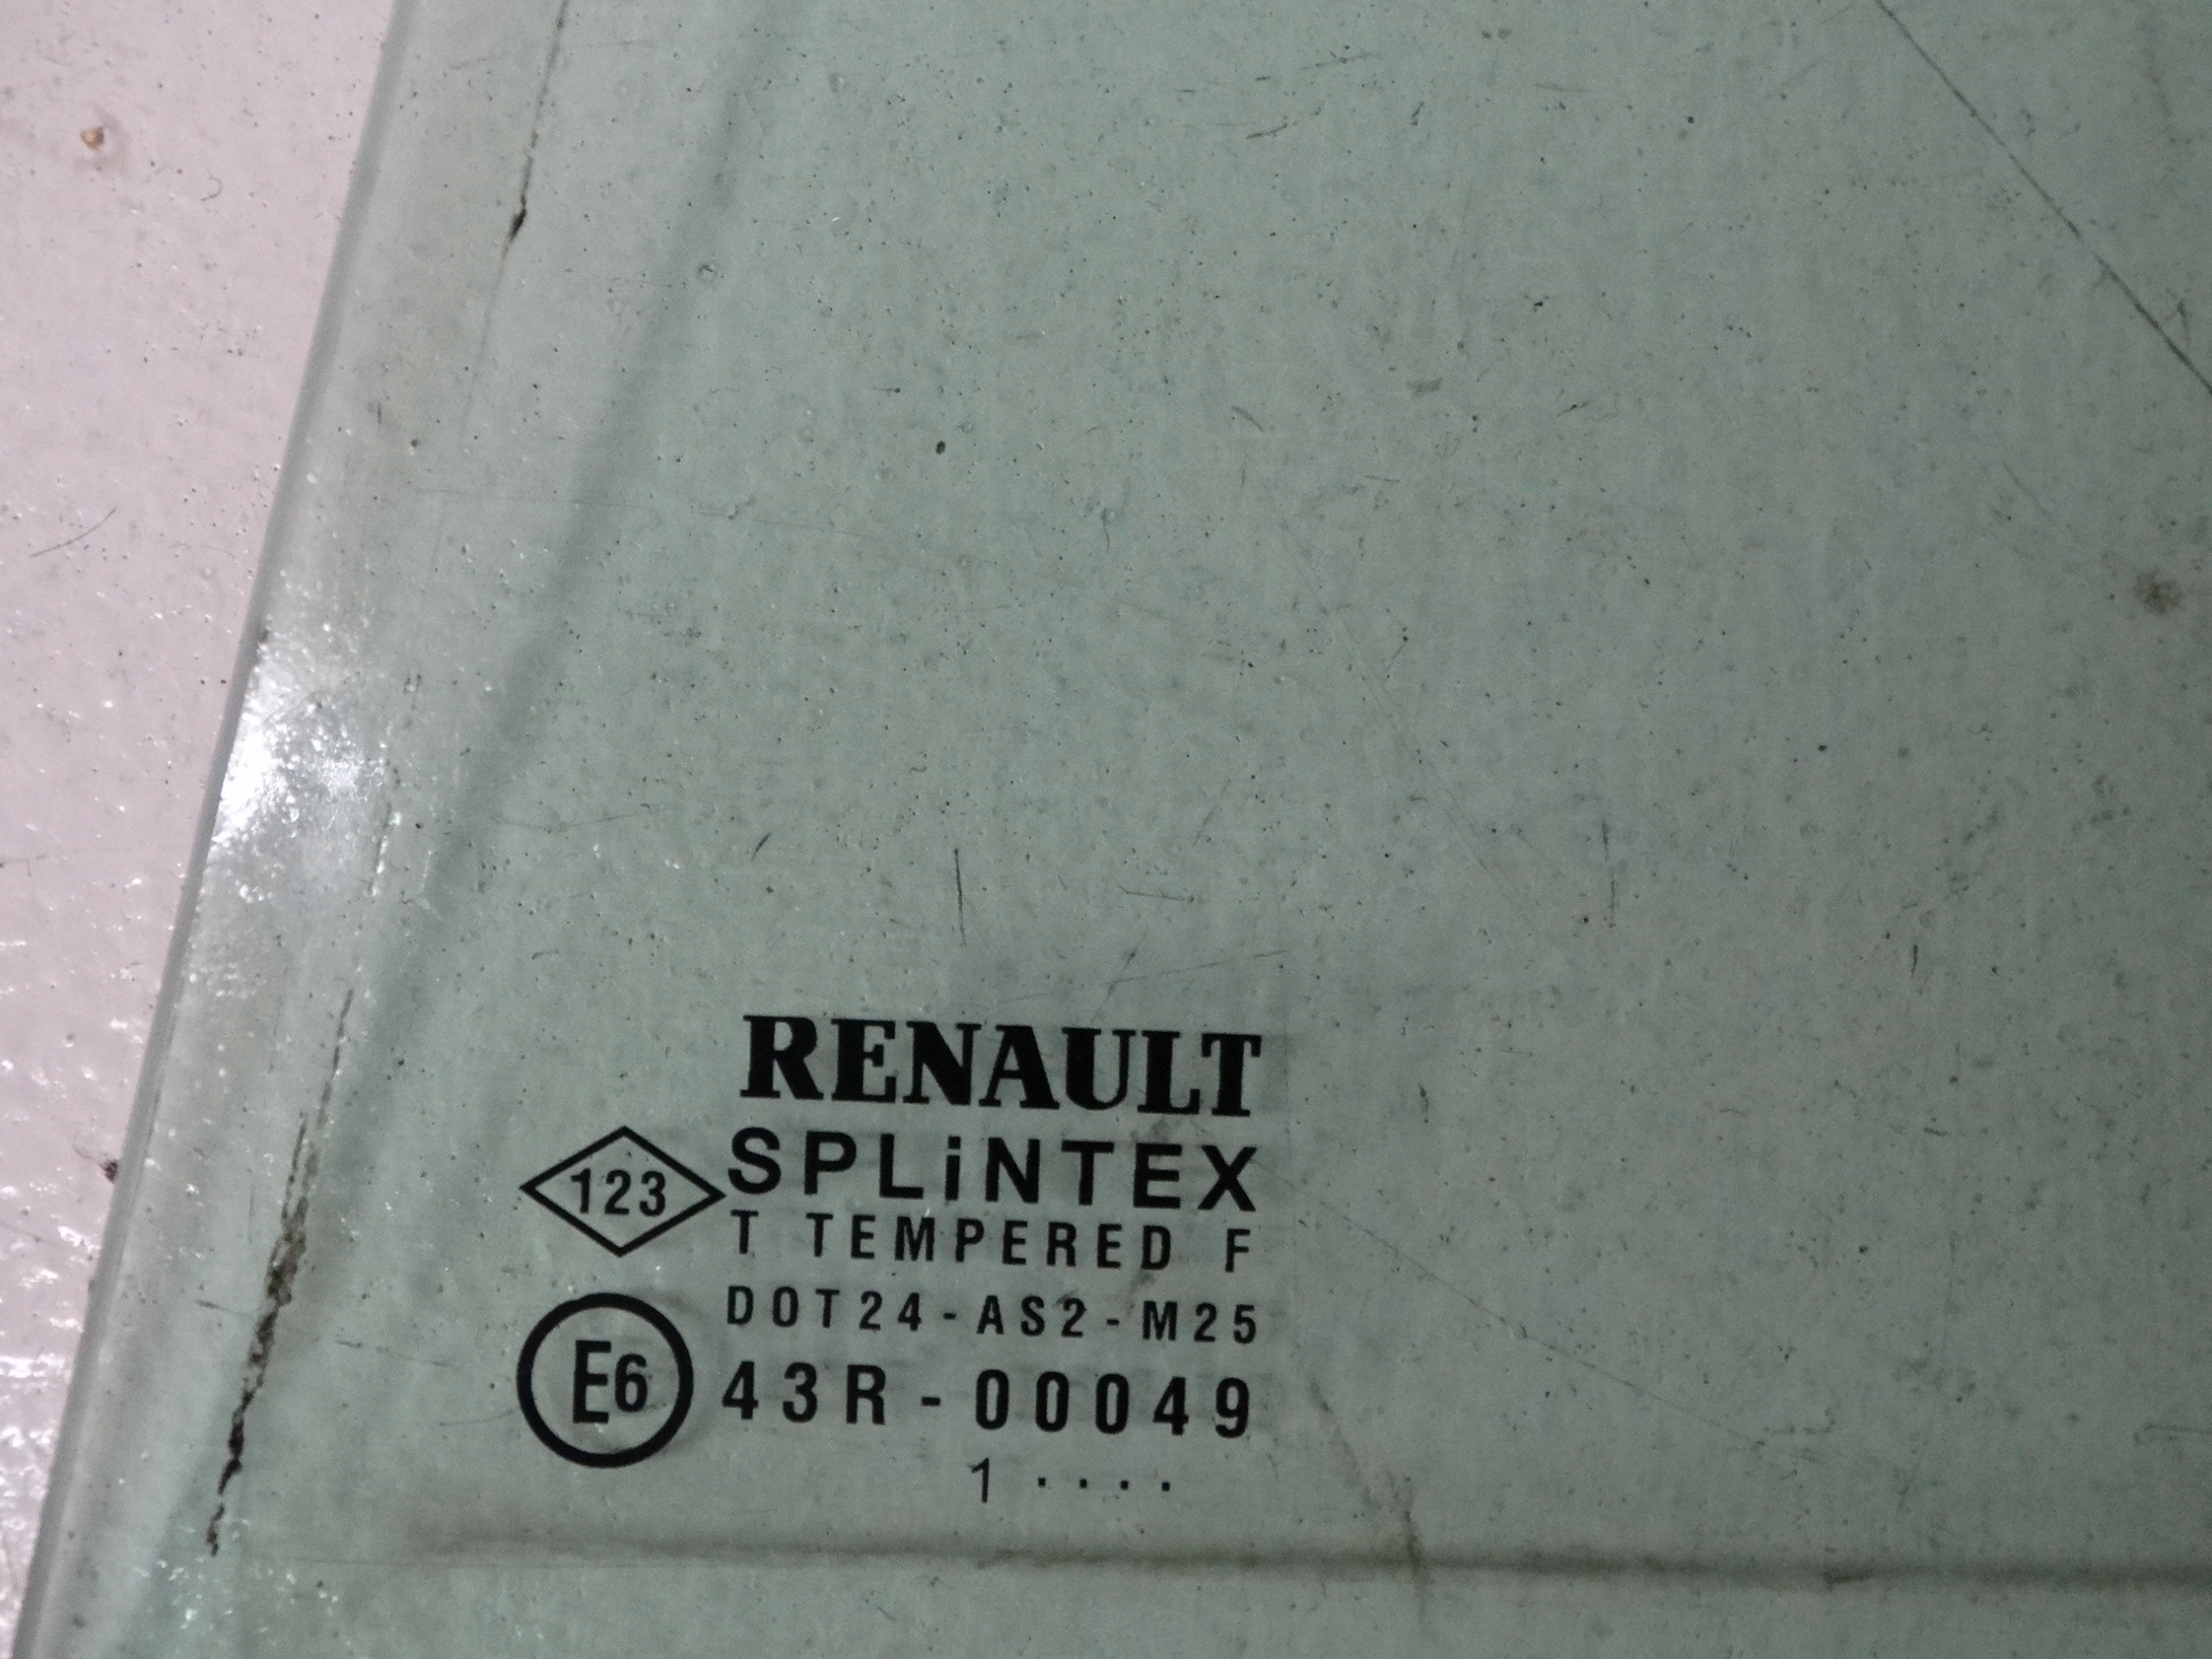 RENAULT
123 SPLiNTEX
T TEMPERED F
DOT24-AS2-M25
E6 43R-00049
1 ....